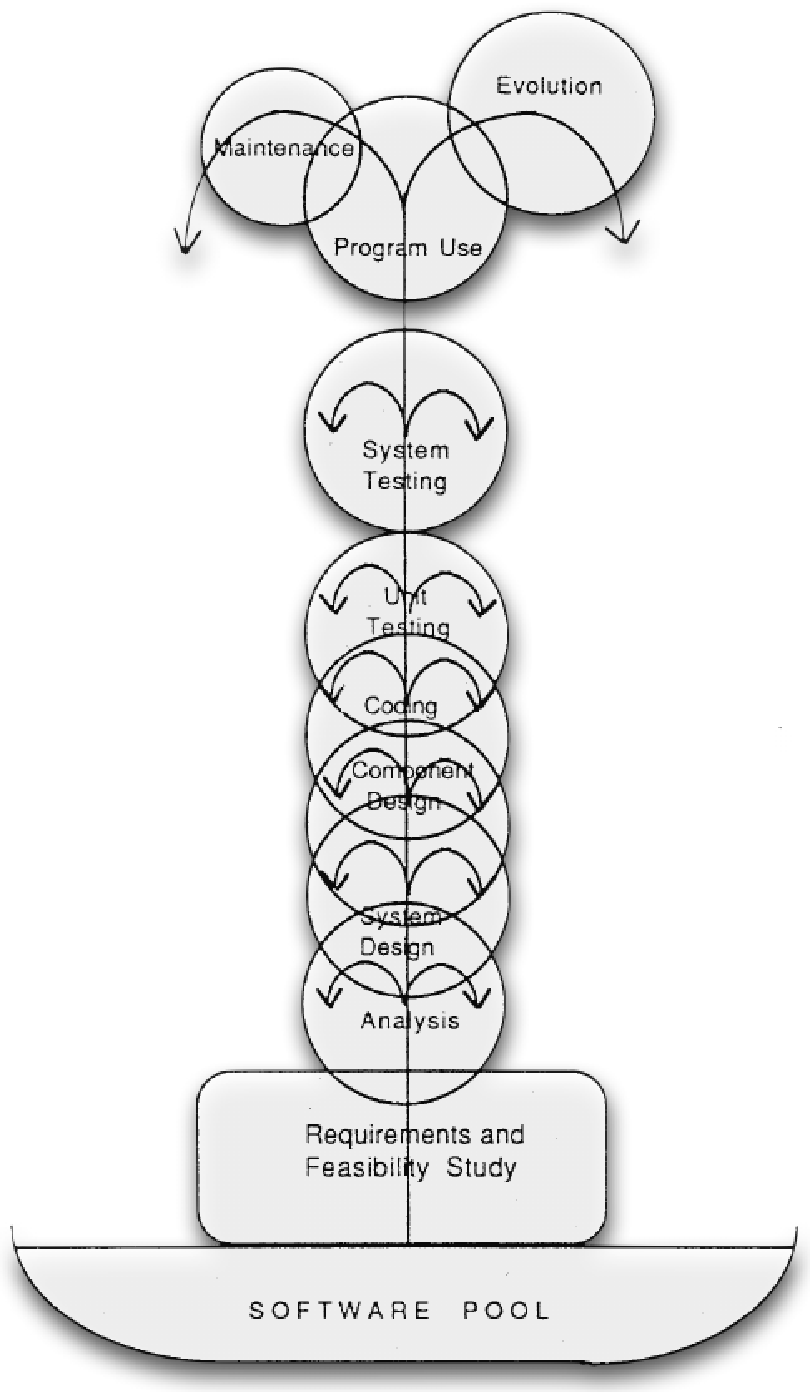 Evolution
Maintenance
Program Use
System
Testing
Unit
Testing
Coding
Component
Design
System
Design
Analysis
Requirements and
Feasibility Study
SOFTWARE POOL